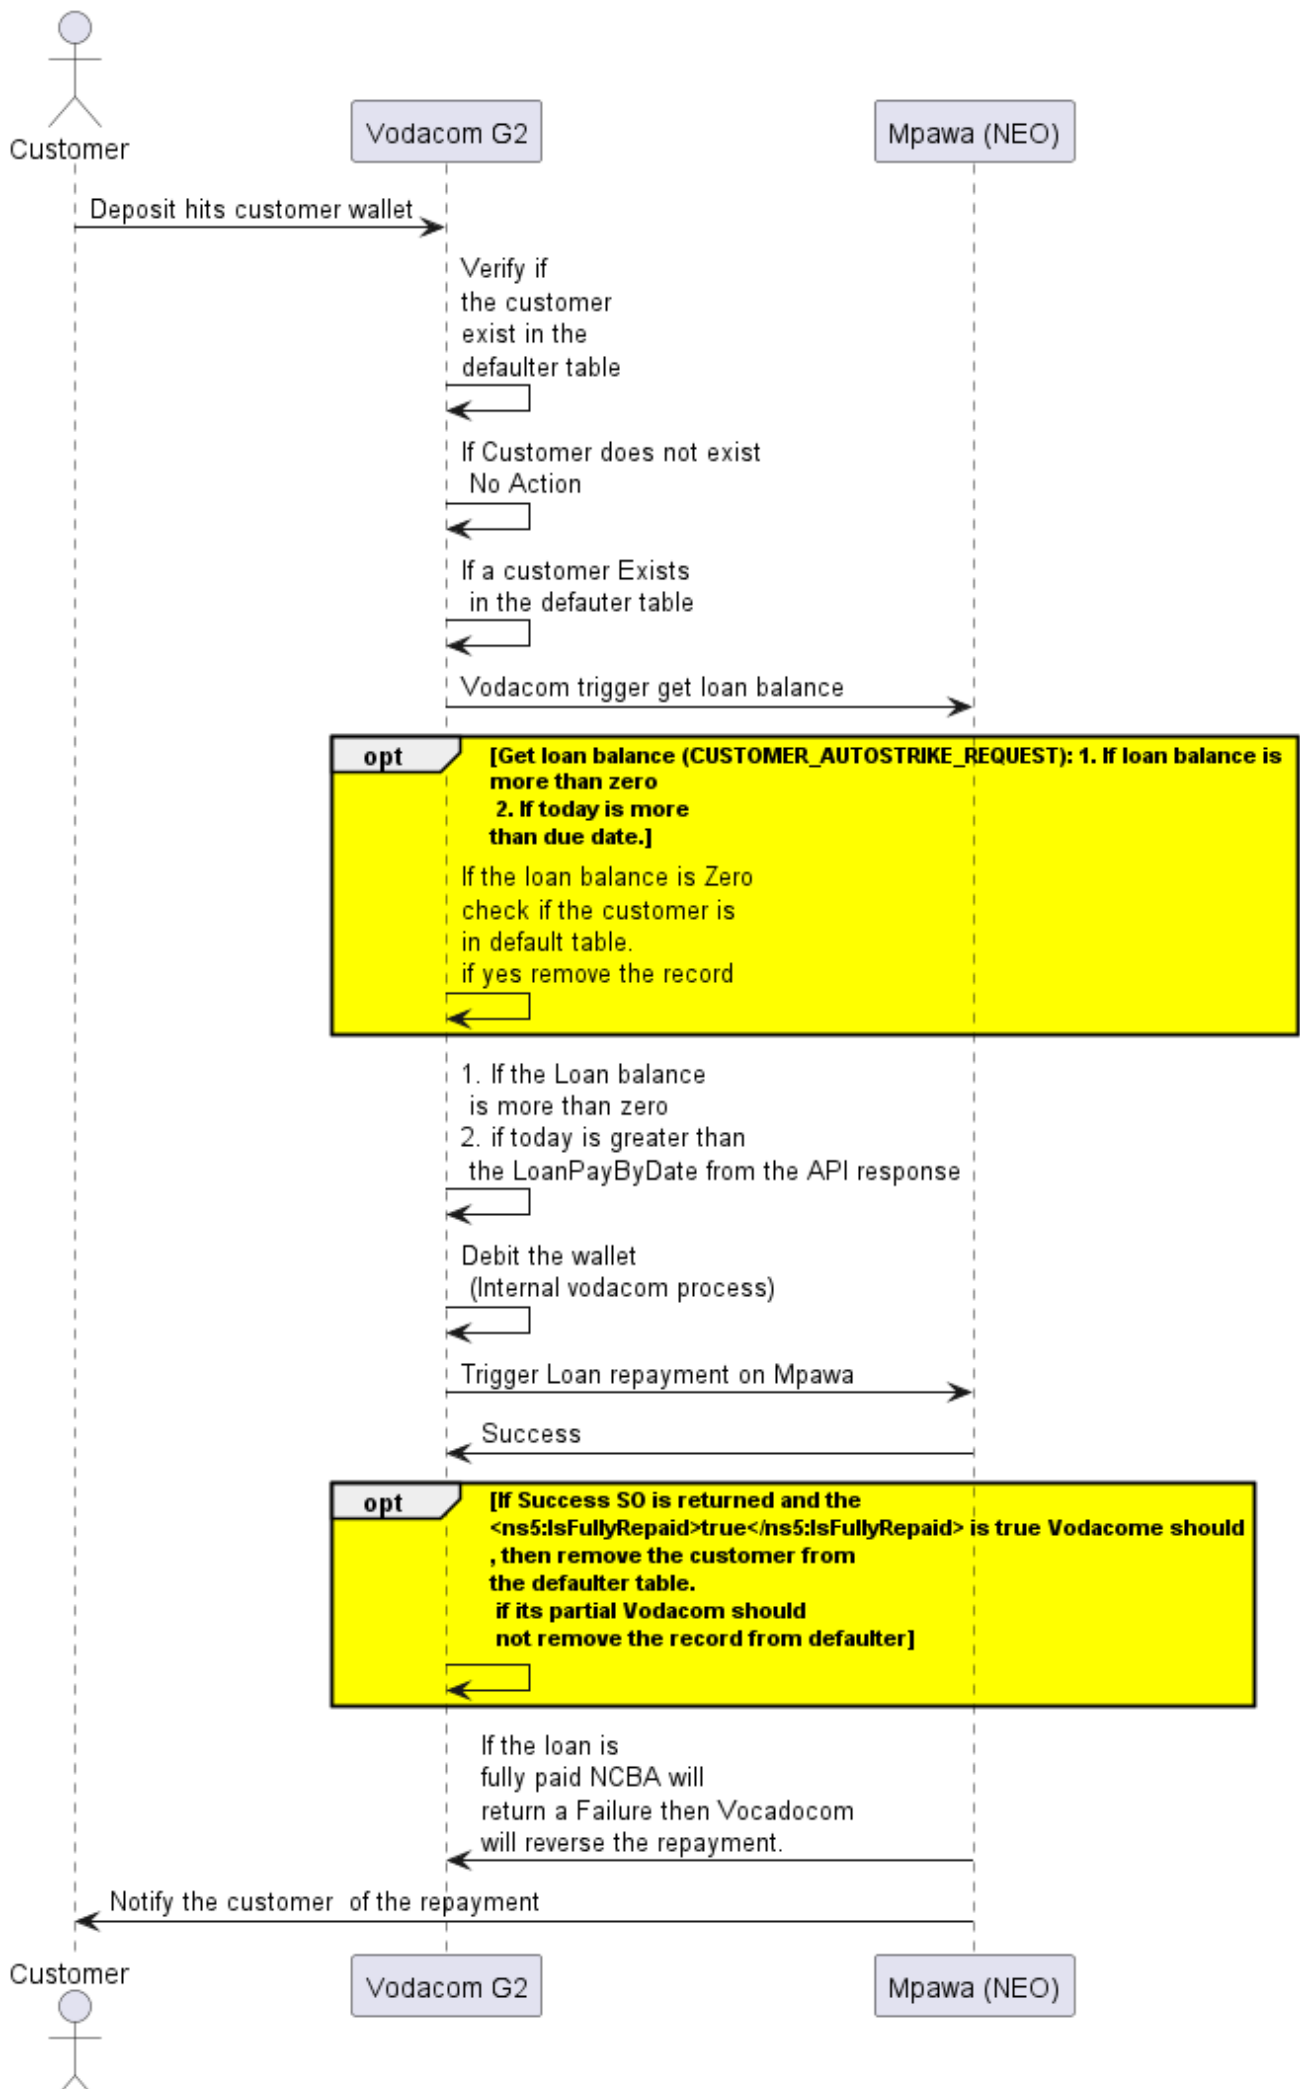 Customer
Vodacom G2
Mpawa (NEO)
Deposit hits customer wallet
Verify if
the customer
exist in the
defaulter table
If Customer does not exist
No Action
If a customer Exists
in the defauter table
Vodacom trigger get loan balance
opt
[Get loan balance (CUSTOMER_AUTOSTRIKE_REQUEST): 1. If loan balance is
more than zero
2. If today is more
than due date.]
If the loan balance is Zero
check if the customer is
in default table.
if yes remove the record
1. If the Loan balance
is more than zero
2. if today is greater than
the LoanPayByDate from the API response
Debit the wallet
(Internal vodacom process)
Trigger Loan repayment on Mpawa
Success
opt
[If Success S0 is returned and the
<ns5:IsFullyRepaid>true</ns5:IsFullyRepaid> is true Vodacome should
, then remove the customer from
the defaulter table.
if its partial Vodacom should
not remove the record from defaulter]
If the loan is
fully paid NCBA will
return a Failure then Vocadocom
will reverse the repayment.
Notify the customer  of the repayment
Customer
Vodacom G2
Mpawa (NEO)